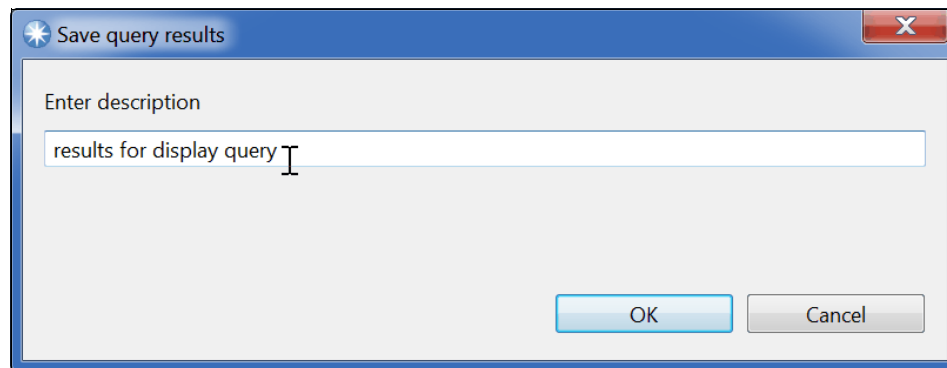 Save query results
X
Enter description
results for display query
OK Cancel